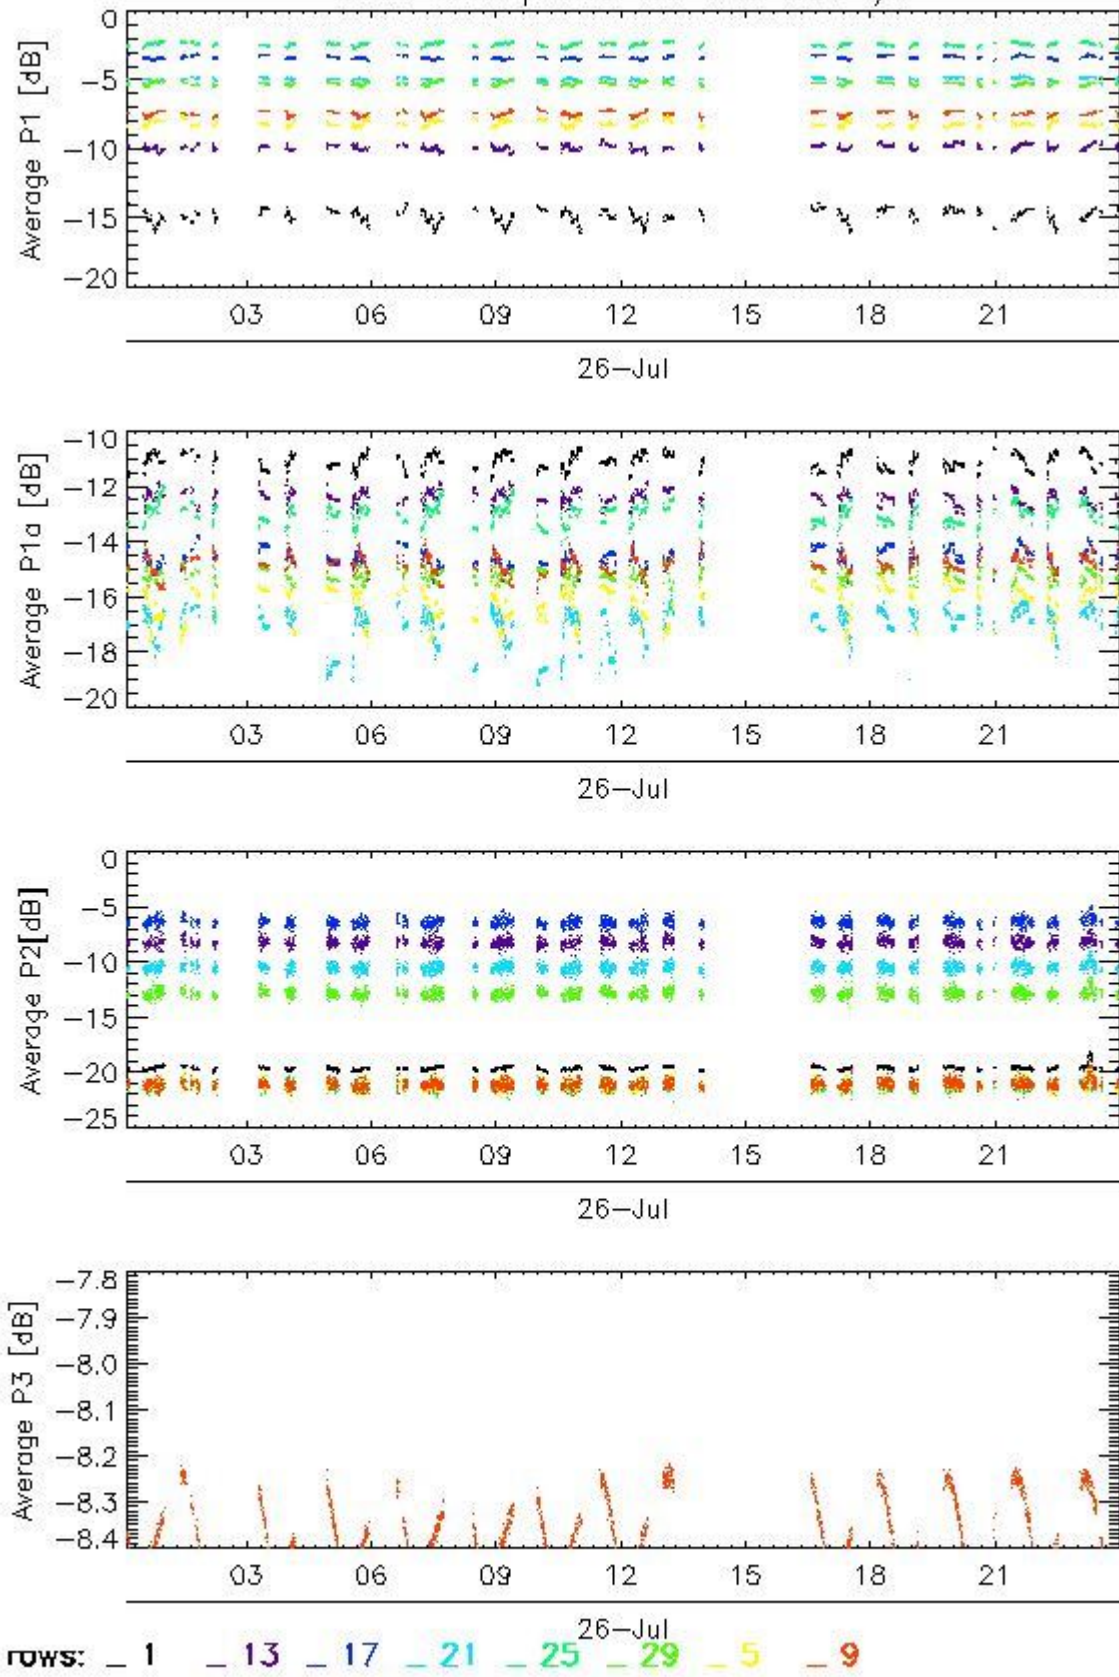 0
Average P1 [dB]
−5
−10
−15
−20
03 06 09 12 15 18 21
26−Jul
−10
Average P1a [dB]
−12
−14
−16
−18
−20
03 06 09 12 15 18 21
26−Jul
0
Average P2[dB]
−5
−10
−15
−20
−25
03 06 09 12 15 18 21
26−Jul
−7.8
Average P3 [dB]
−7.9
−8.0
−8.1
−8.2
−8.3
−8.4
03 06 09 12 15 18 21
26−Jul
rows: _ 1 _ 13 _ 17 _ 21 _ 25 _ 29 _ 5 _ 9